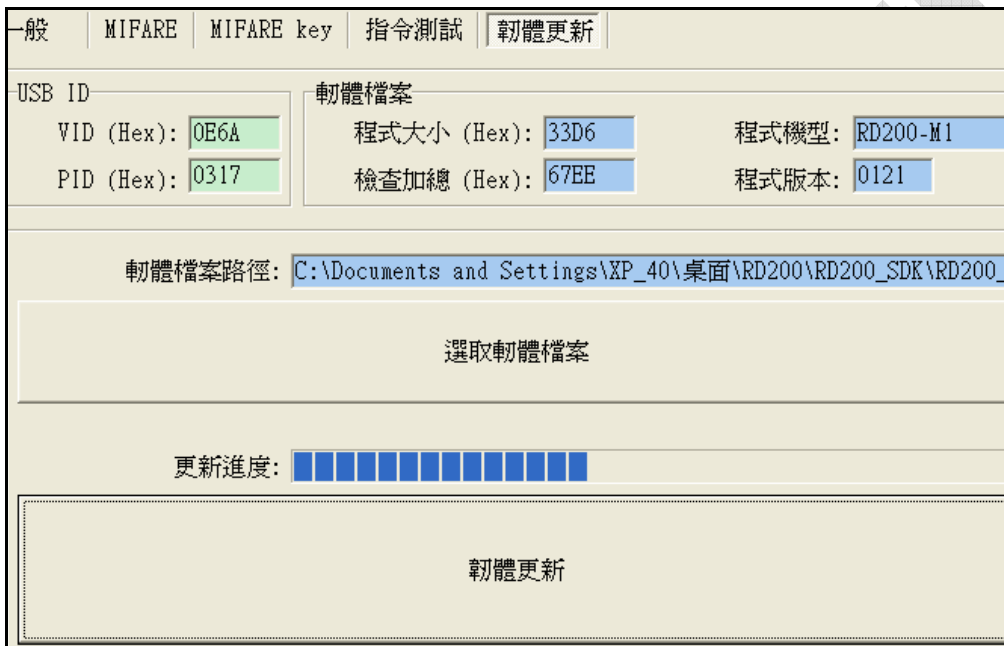 一般 MIFARE MIFARE key 指令測試 韌體更新
USB ID 韌體檔案
VID (Hex): 0E6A 程式大小 (Hex): 33D6 程式機型: RD200-M1
PID (Hex): 0317 檢查加總 (Hex): 67EE 程式版本: 0121
韌體檔案路徑: C:\Documents and Settings\XP_40\桌面\RD200\RD200_SDK\RD200_
選取韌體檔案
更新進度:
韌體更新